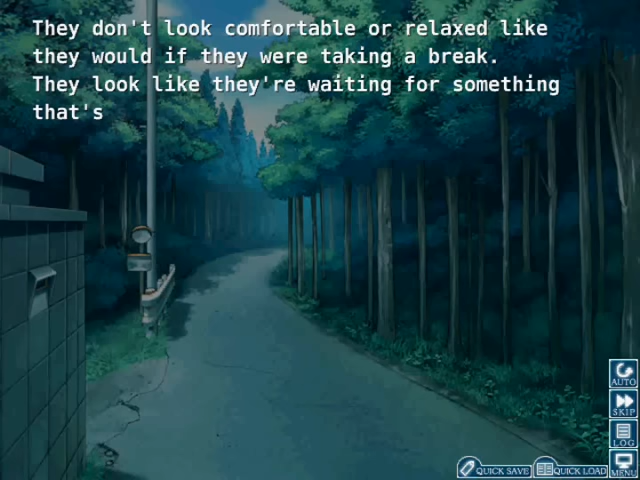 They don't look comfortable or relaxed like
they would if they were taking a break.
They look like they're waiting for something
that's
AUTO
SKIP
LOG
MENU
QUICK SAVE
QUICK LOAD